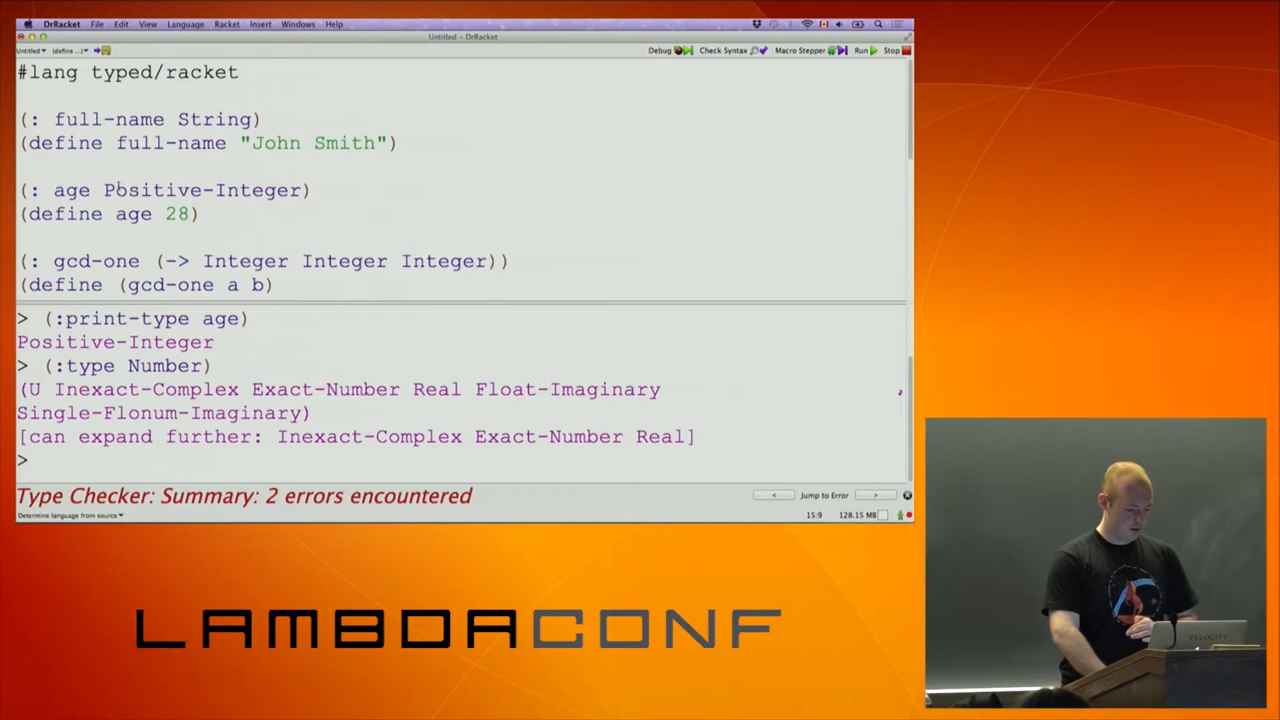 DrRacket File Edit View Language Racket Insert Windows Help
Untitled - DrRacket
Untitled (define ...) Debug Check Syntax Macro Stepper Run Stop
#lang typed/racket
(: full-name String)
(define full-name "John Smith")
(: age Positive-Integer)
(define age 28)
(: gcd-one (-> Integer Integer Integer))
(define (gcd-one a b)
> (:print-type age)
Positive-Integer
> (:type Number)
(U Inexact-Complex Exact-Number Real Float-Imaginary
Single-Flonum-Imaginary)
[can expand further: Inexact-Complex Exact-Number Real]
>
Type Checker: Summary: 2 errors encountered
< Jump to Error >
Determine language from source 15:9 128.15 MB
VELOCITY
LAMBDACONF